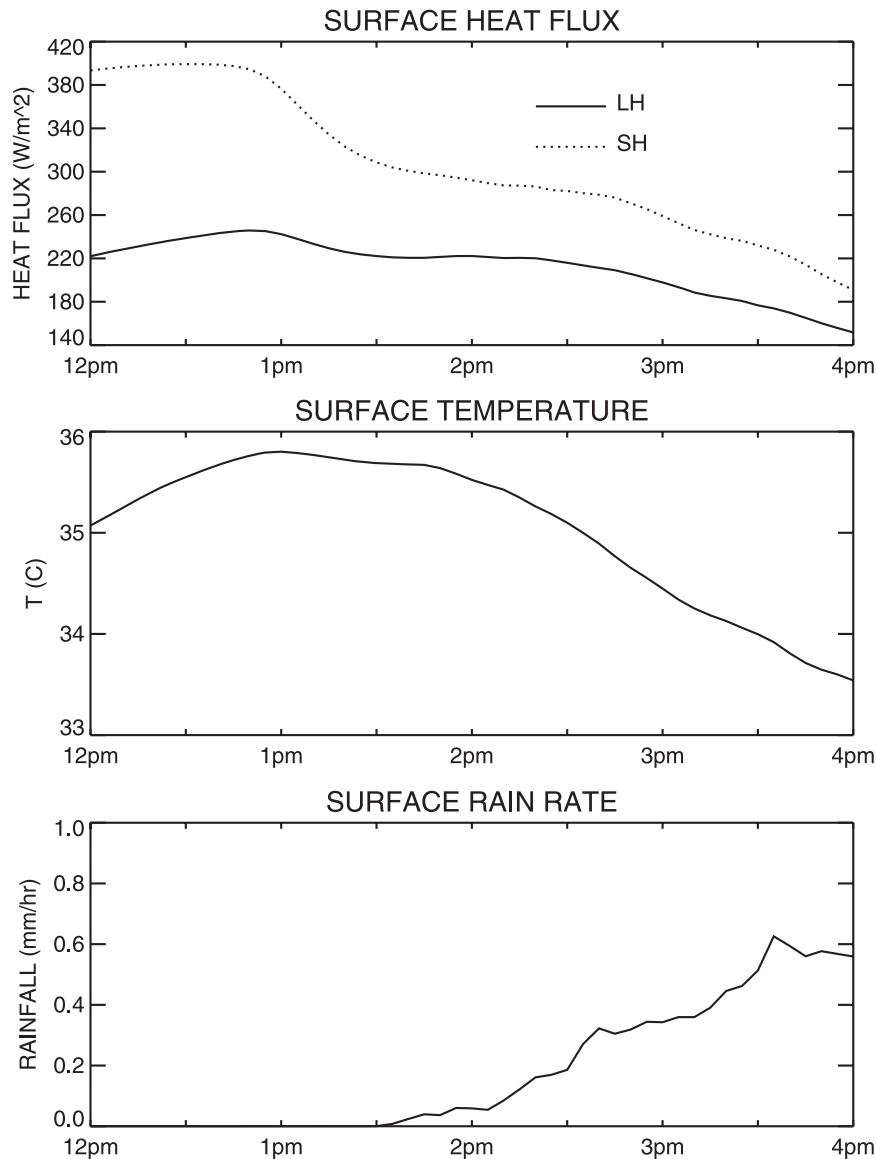 SURFACE HEAT FLUX
420
380
340
300
260
220
180
140
HEAT FLUX (W/m^2)
LH
SH
12pm 1pm 2pm 3pm 4pm
SURFACE TEMPERATURE
36
35
34
33
T (C)
12pm 1pm 2pm 3pm 4pm
SURFACE RAIN RATE
1.0
0.8
0.6
0.4
0.2
0.0
RAINFALL (mm/hr)
12pm 1pm 2pm 3pm 4pm